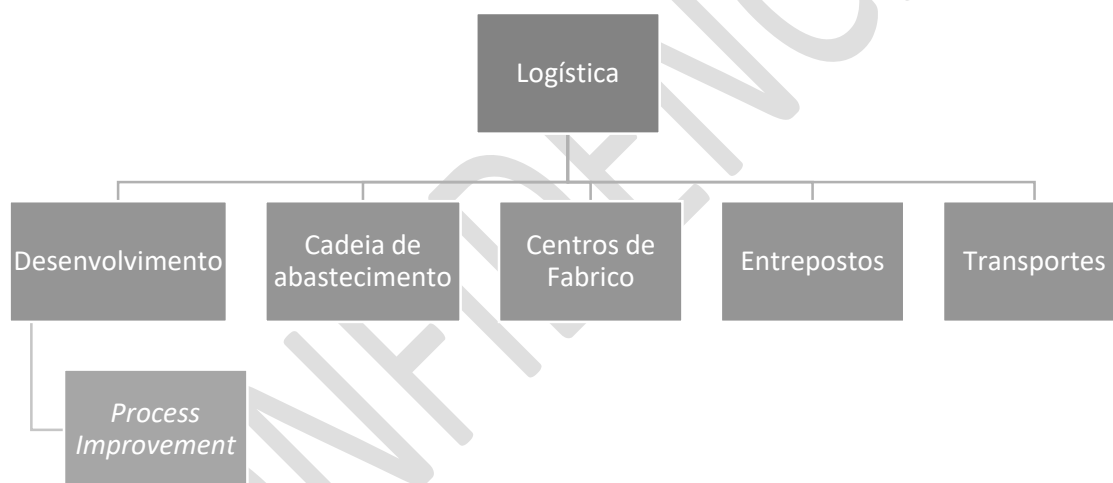 Logística
Desenvolvimento
Cadeia de
abastecimento
Centros de
Fabrico
Entrepostos
Transportes
Process
Improvement